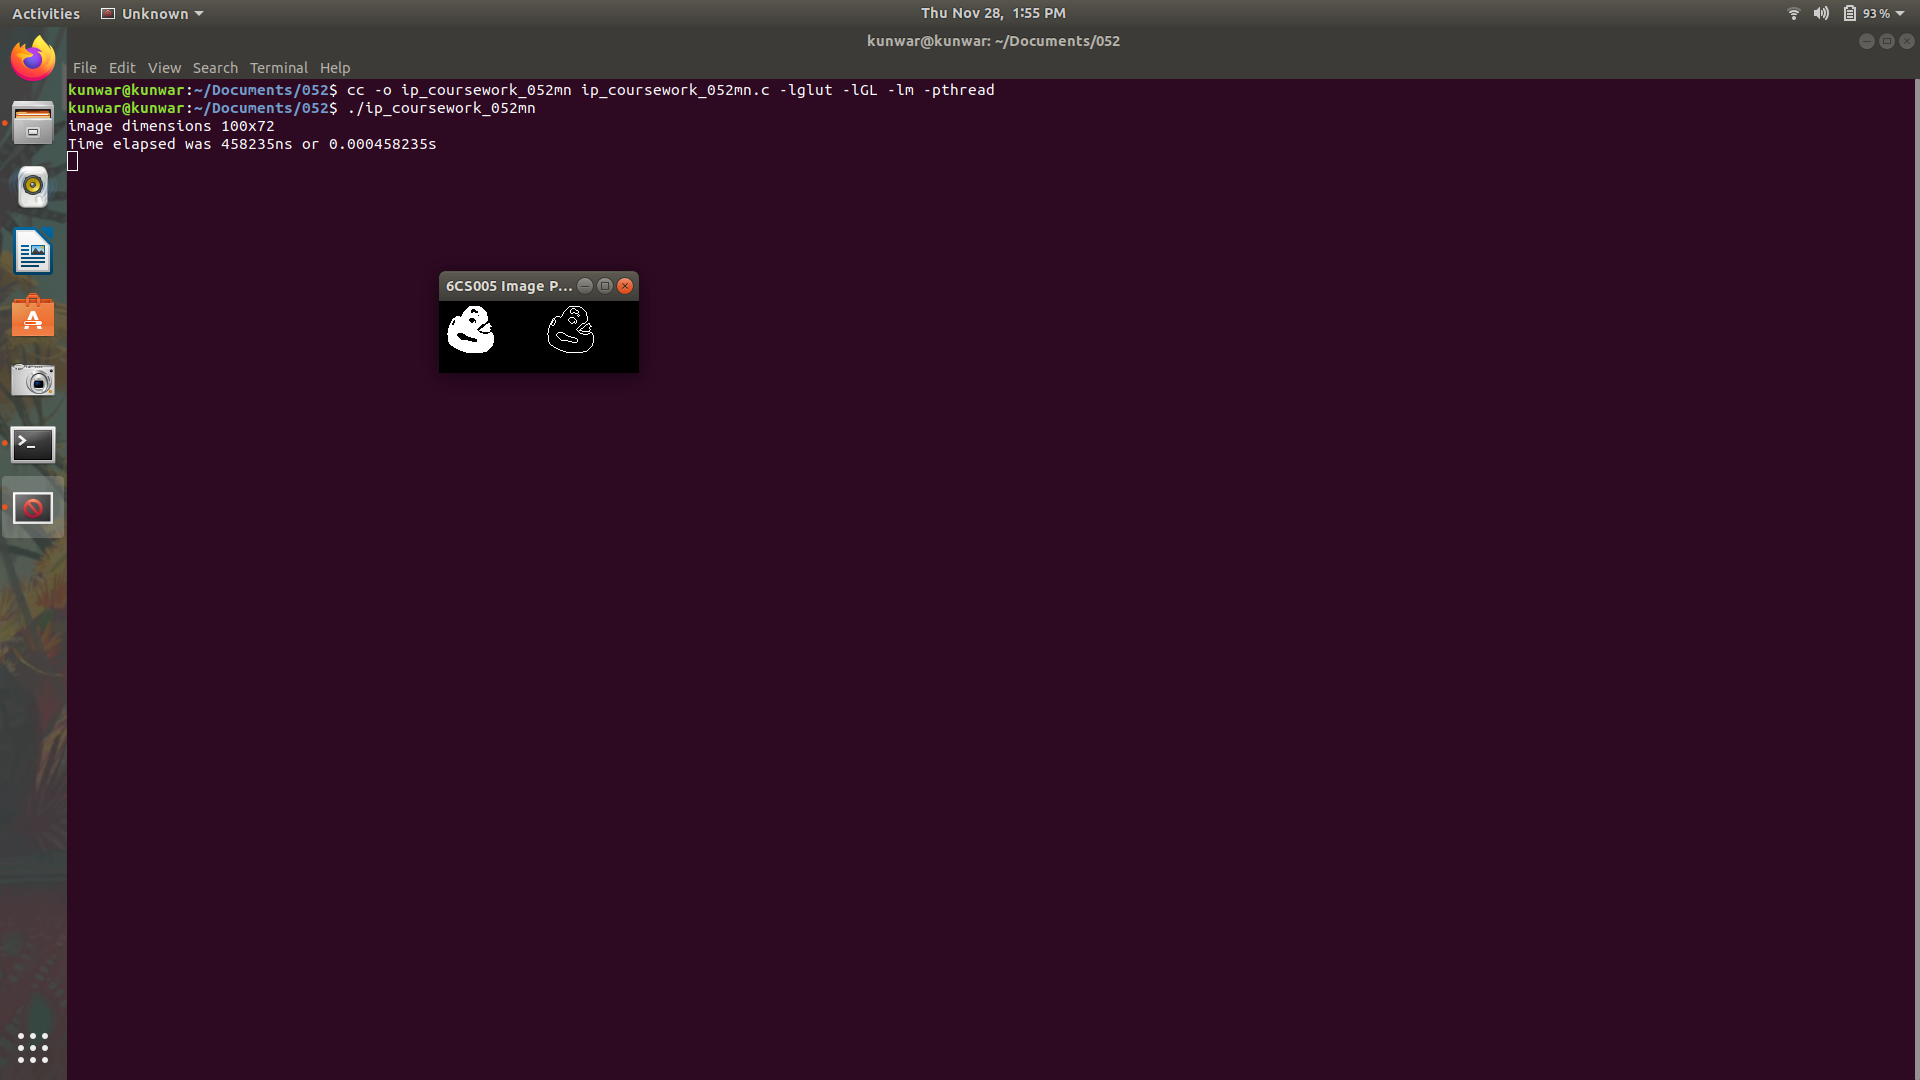 Activities Unknown Thu Nov 28, 1:55 PM 93 %
kunwar@kunwar: ~/Documents/052
File Edit View Search Terminal Help
kunwar@kunwar:~/Documents/052$ cc -o ip_coursework_052mn ip_coursework_052mn.c -lglut -lGL -lm -pthread
kunwar@kunwar:~/Documents/052$ ./ip_coursework_052mn
image dimensions 100x72
Time elapsed was 458235ns or 0.000458235s
6CS005 Image P...